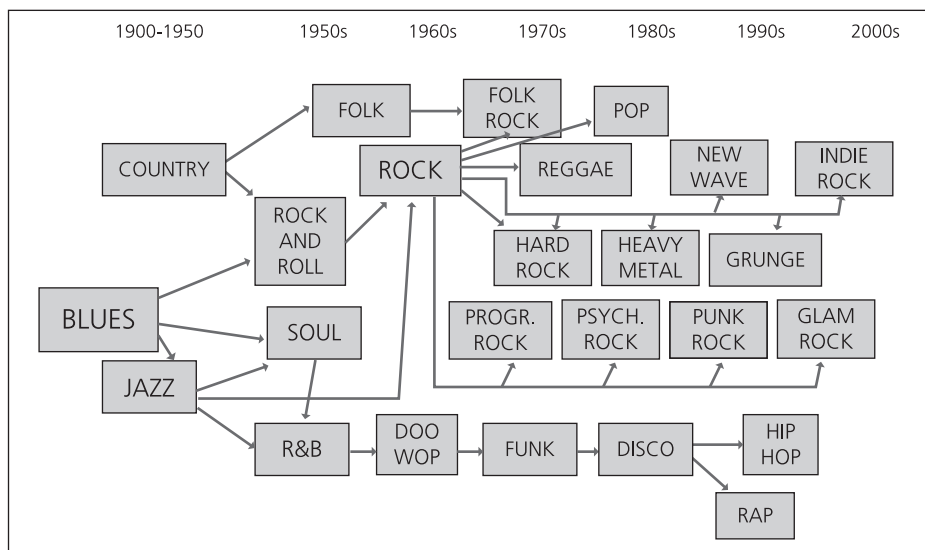 1900-1950 1950s 1960s 1970s 1980s 1990s 2000s
FOLK
FOLK
ROCK
POP
COUNTRY
ROCK
REGGAE
NEW
WAVE
INDIE
ROCK
ROCK
AND
ROLL
HARD
ROCK
HEAVY
METAL
GRUNGE
BLUES
SOUL
PROGR.
ROCK
PSYCH.
ROCK
PUNK
ROCK
GLAM
ROCK
JAZZ
R&B
DOO
WOP
FUNK
DISCO
HIP
HOP
RAP